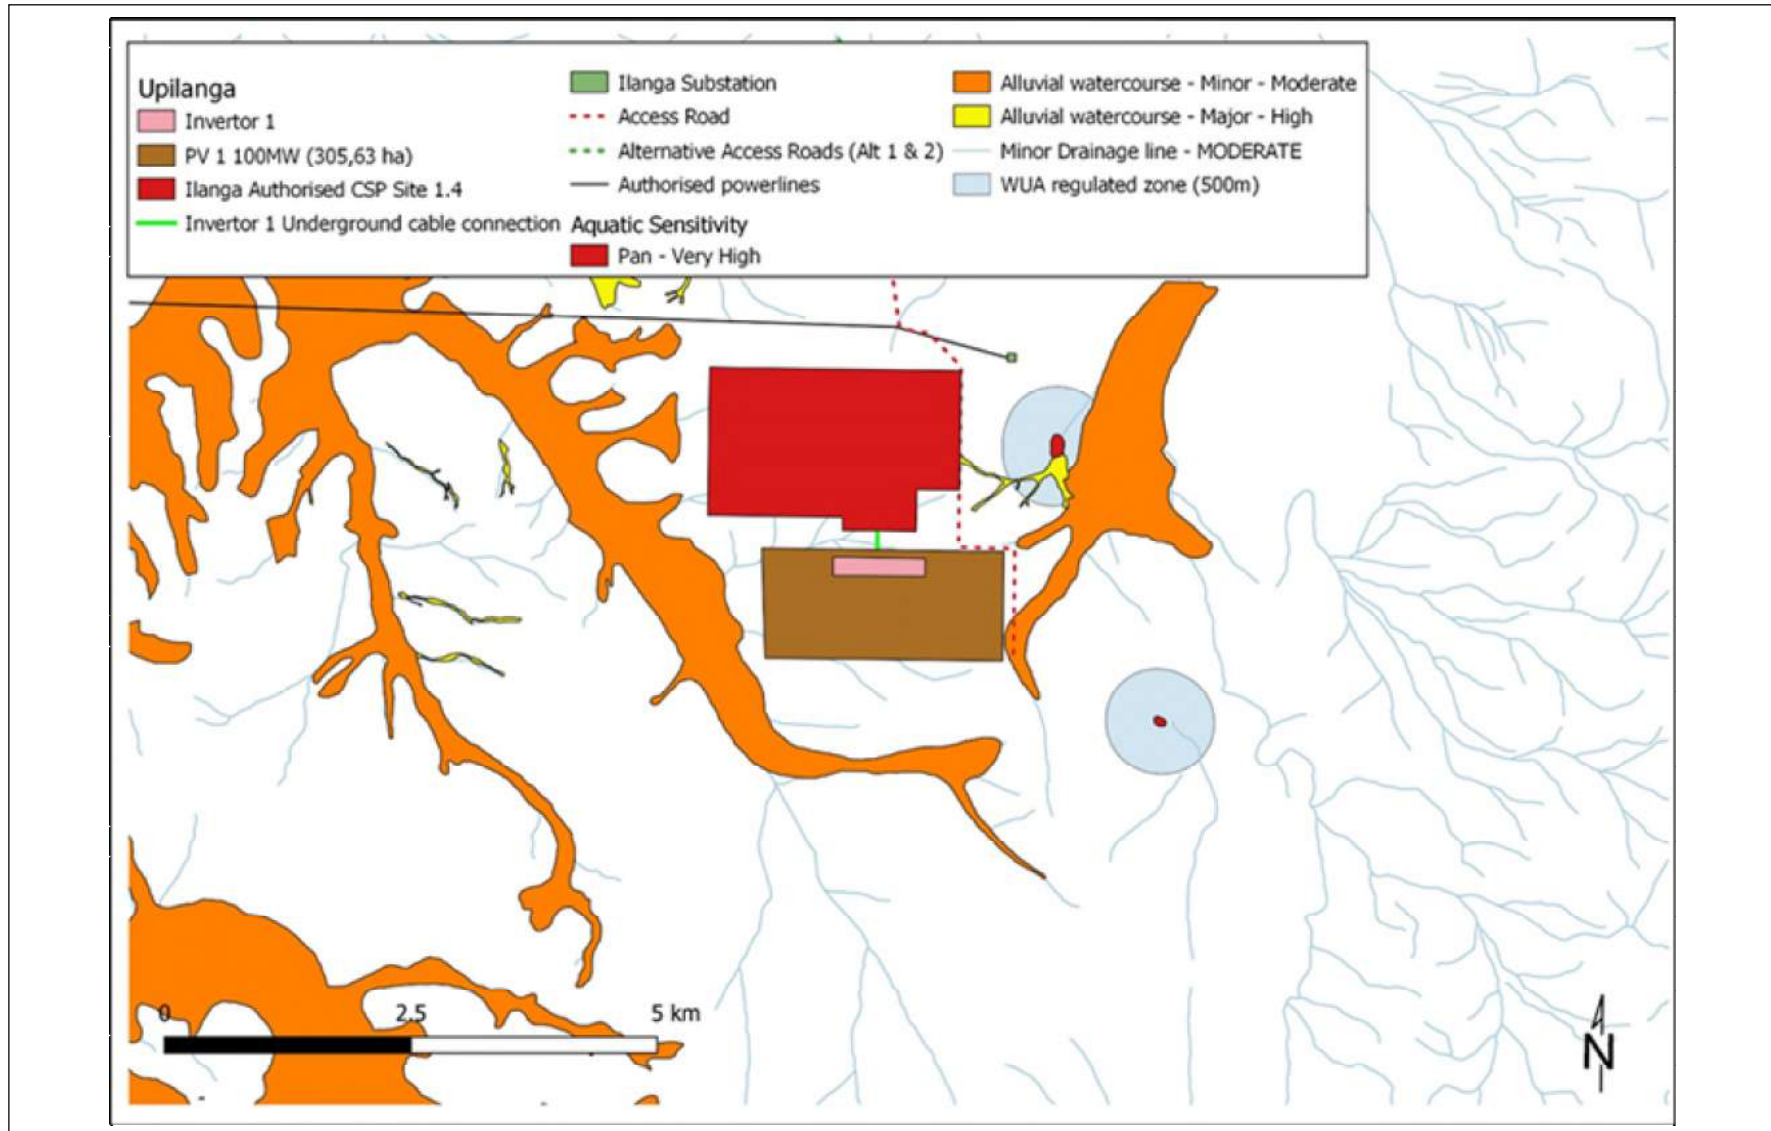 Upilanga
Invertor 1
PV 1 100MW (305,63 ha)
Ilanga Authorised CSP Site 1.4
Invertor 1 Underground cable connection
Ilanga Substation
Access Road
Alternative Access Roads (Alt 1 & 2)
Authorised powerlines
Aquatic Sensitivity
Pan - Very High
Alluvial watercourse - Minor - Moderate
Alluvial watercourse - Major - High
Minor Drainage line - MODERATE
WUA regulated zone (500m)
0 2.5 5 km
N